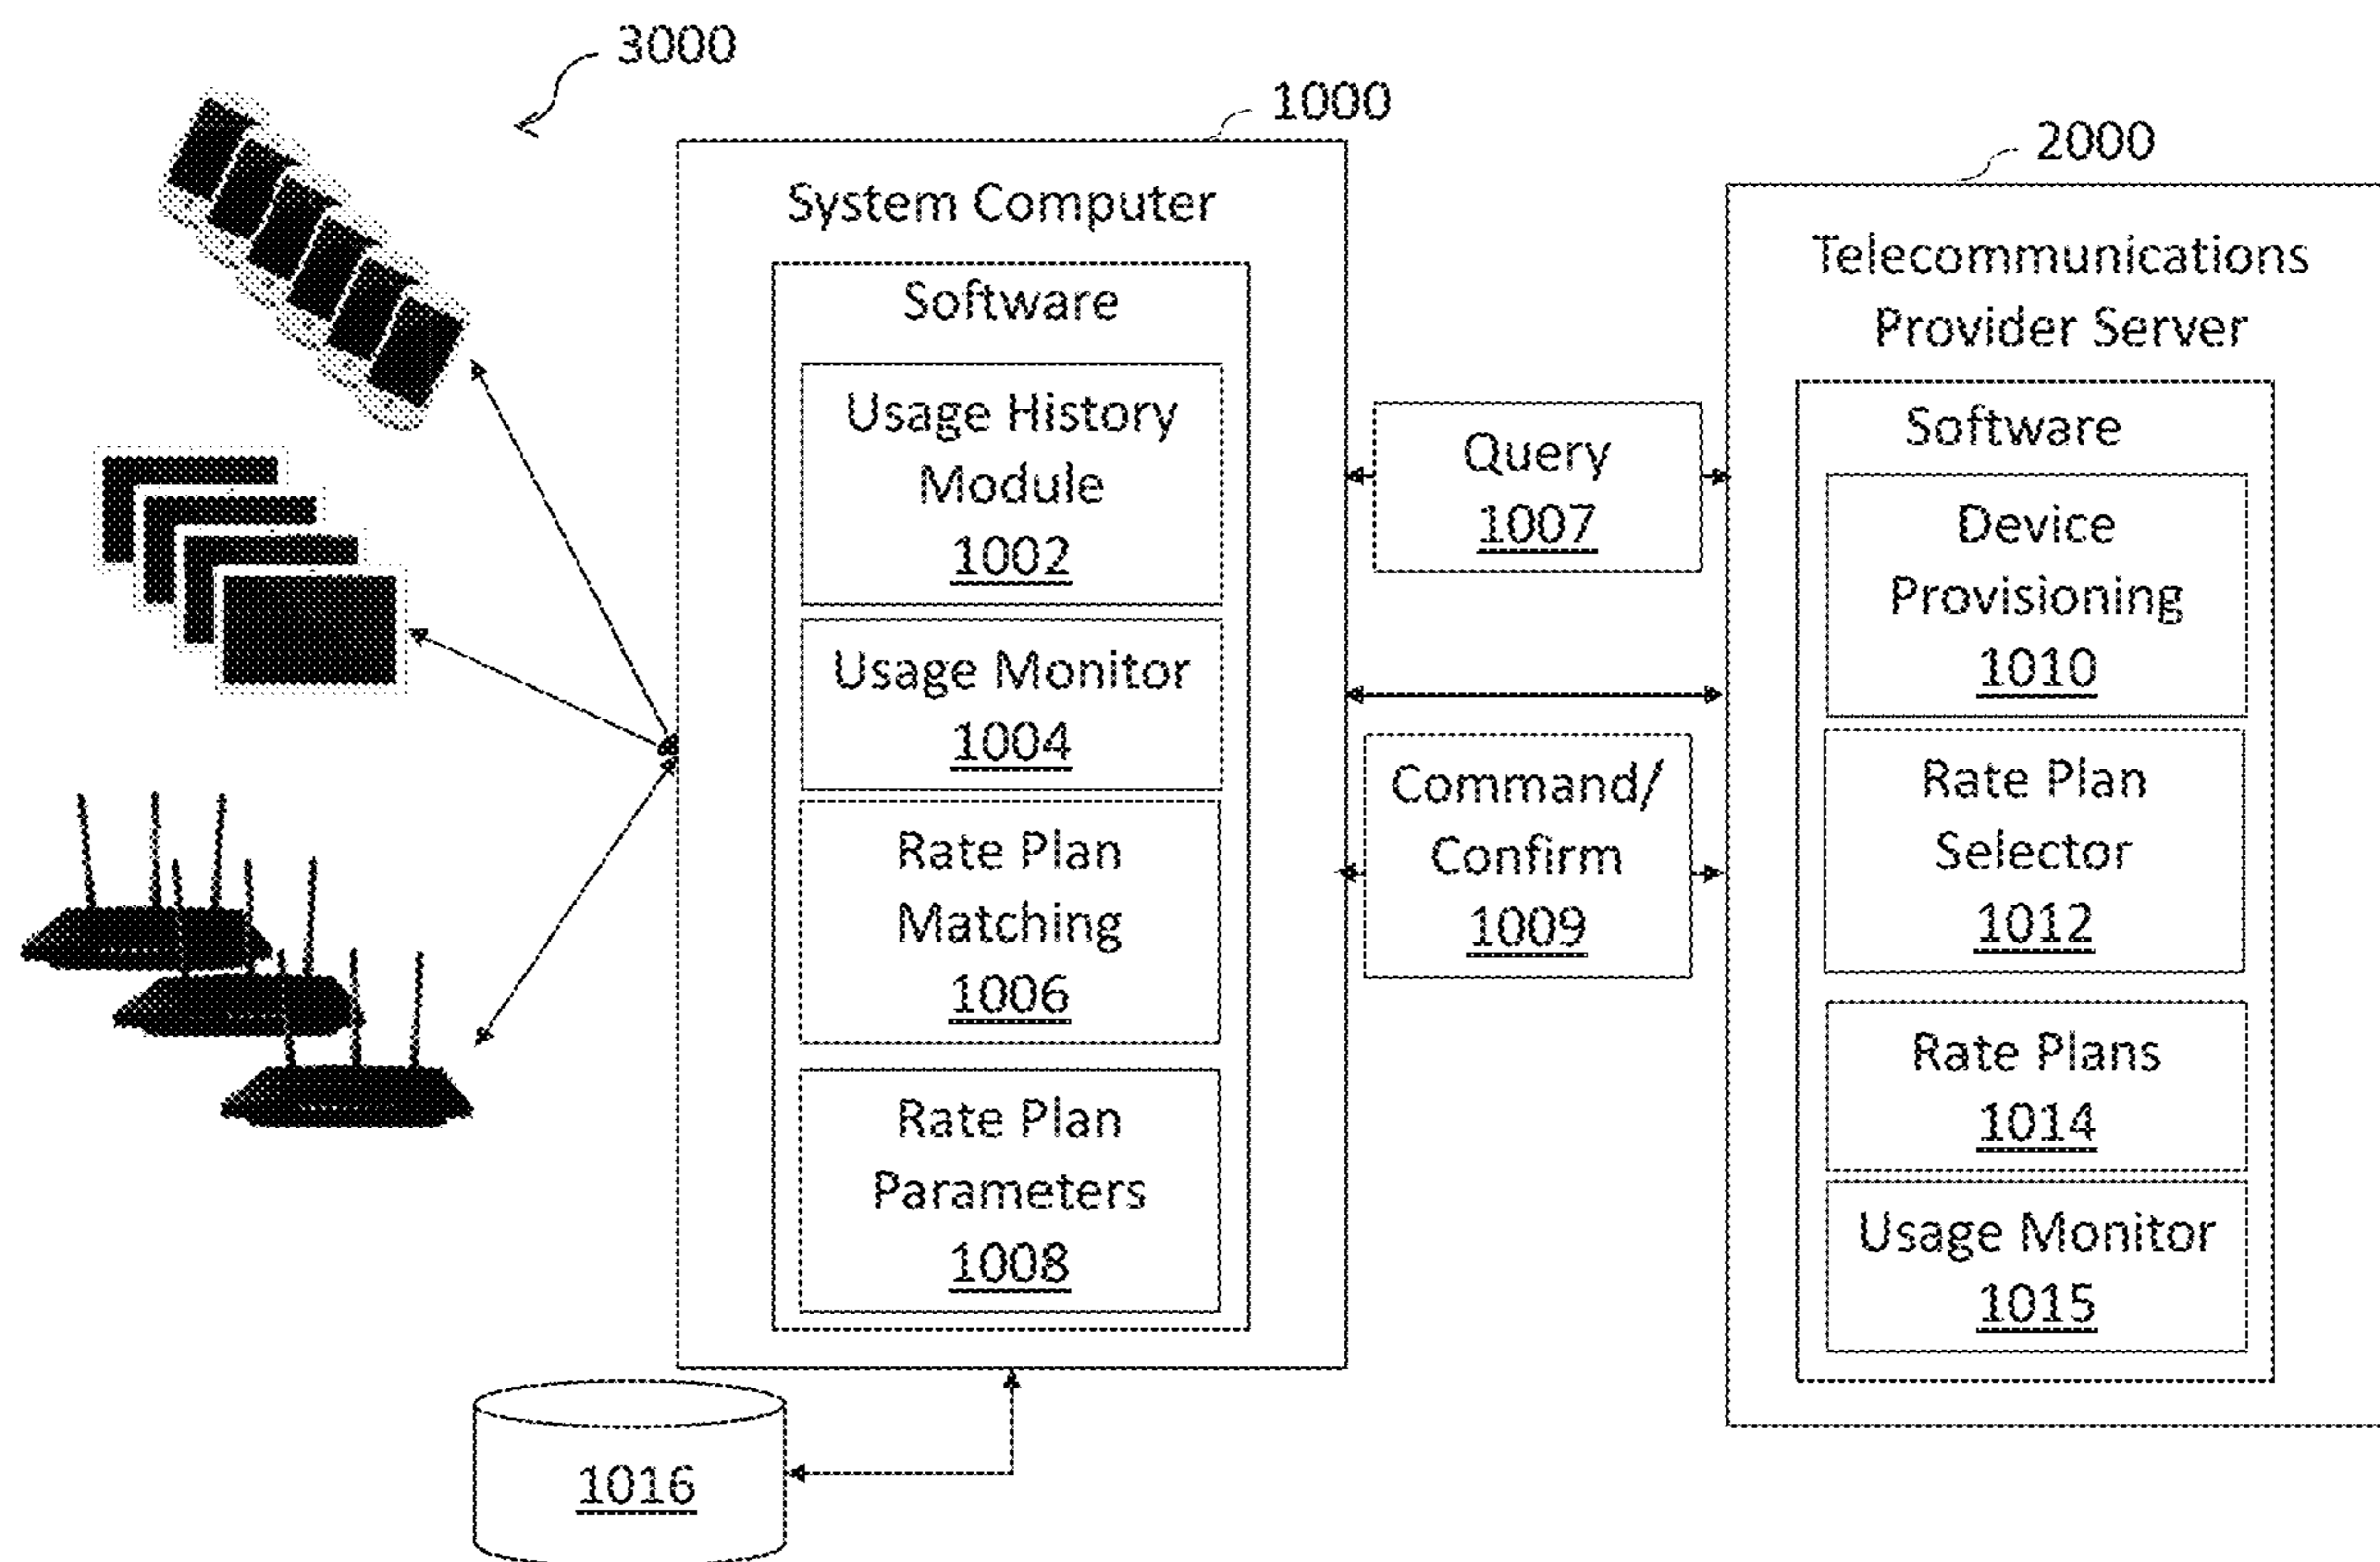 3000
1000
2000
System Computer
Software
Usage History
Module
1002
Usage Monitor
1004
Rate Plan
Matching
1006
Rate Plan
Parameters
1008
Query
1007
Command/
Confirm
1009
Telecommunications
Provider Server
Software
Device
Provisioning
1010
Rate Plan
Selector
1012
Rate Plans
1014
Usage Monitor
1015
1016